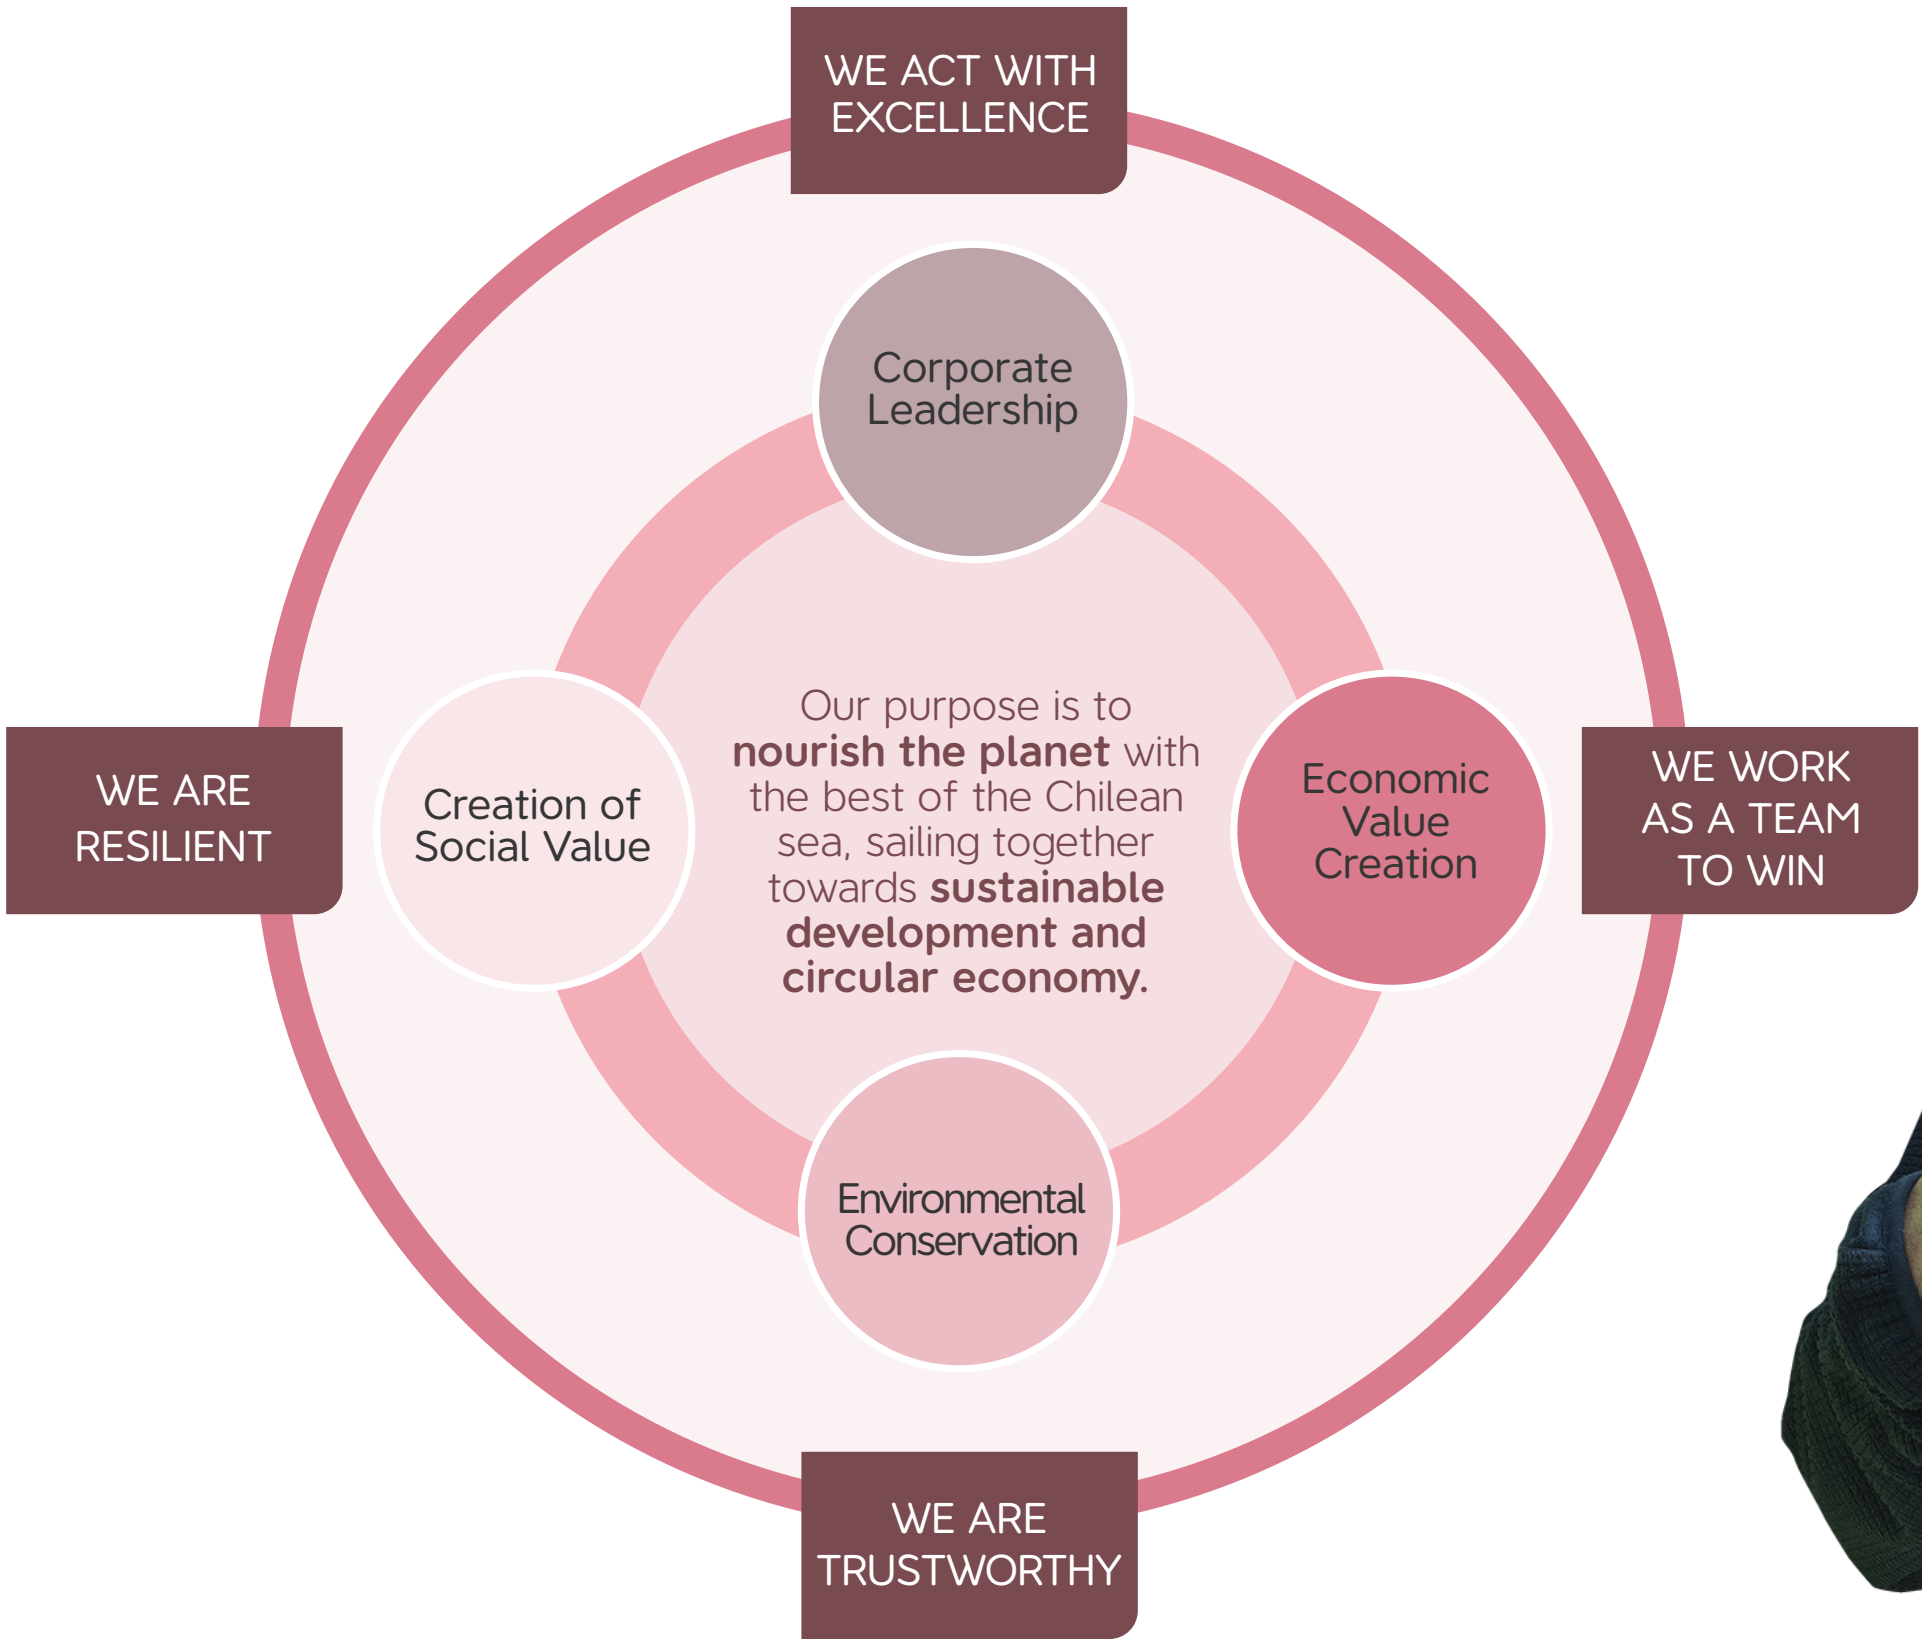 WE ACT WITH
EXCELLENCE
Corporate
Leadership
WE ARE
RESILIENT
Creation of
Social Value
Our purpose is to
nourish the planet with
the best of the Chilean
sea, sailing together
towards sustainable
development and
circular economy.
Economic
Value
Creation
WE WORK
AS A TEAM
TO WIN
Environmental
Conservation
WE ARE
TRUSTWORTHY